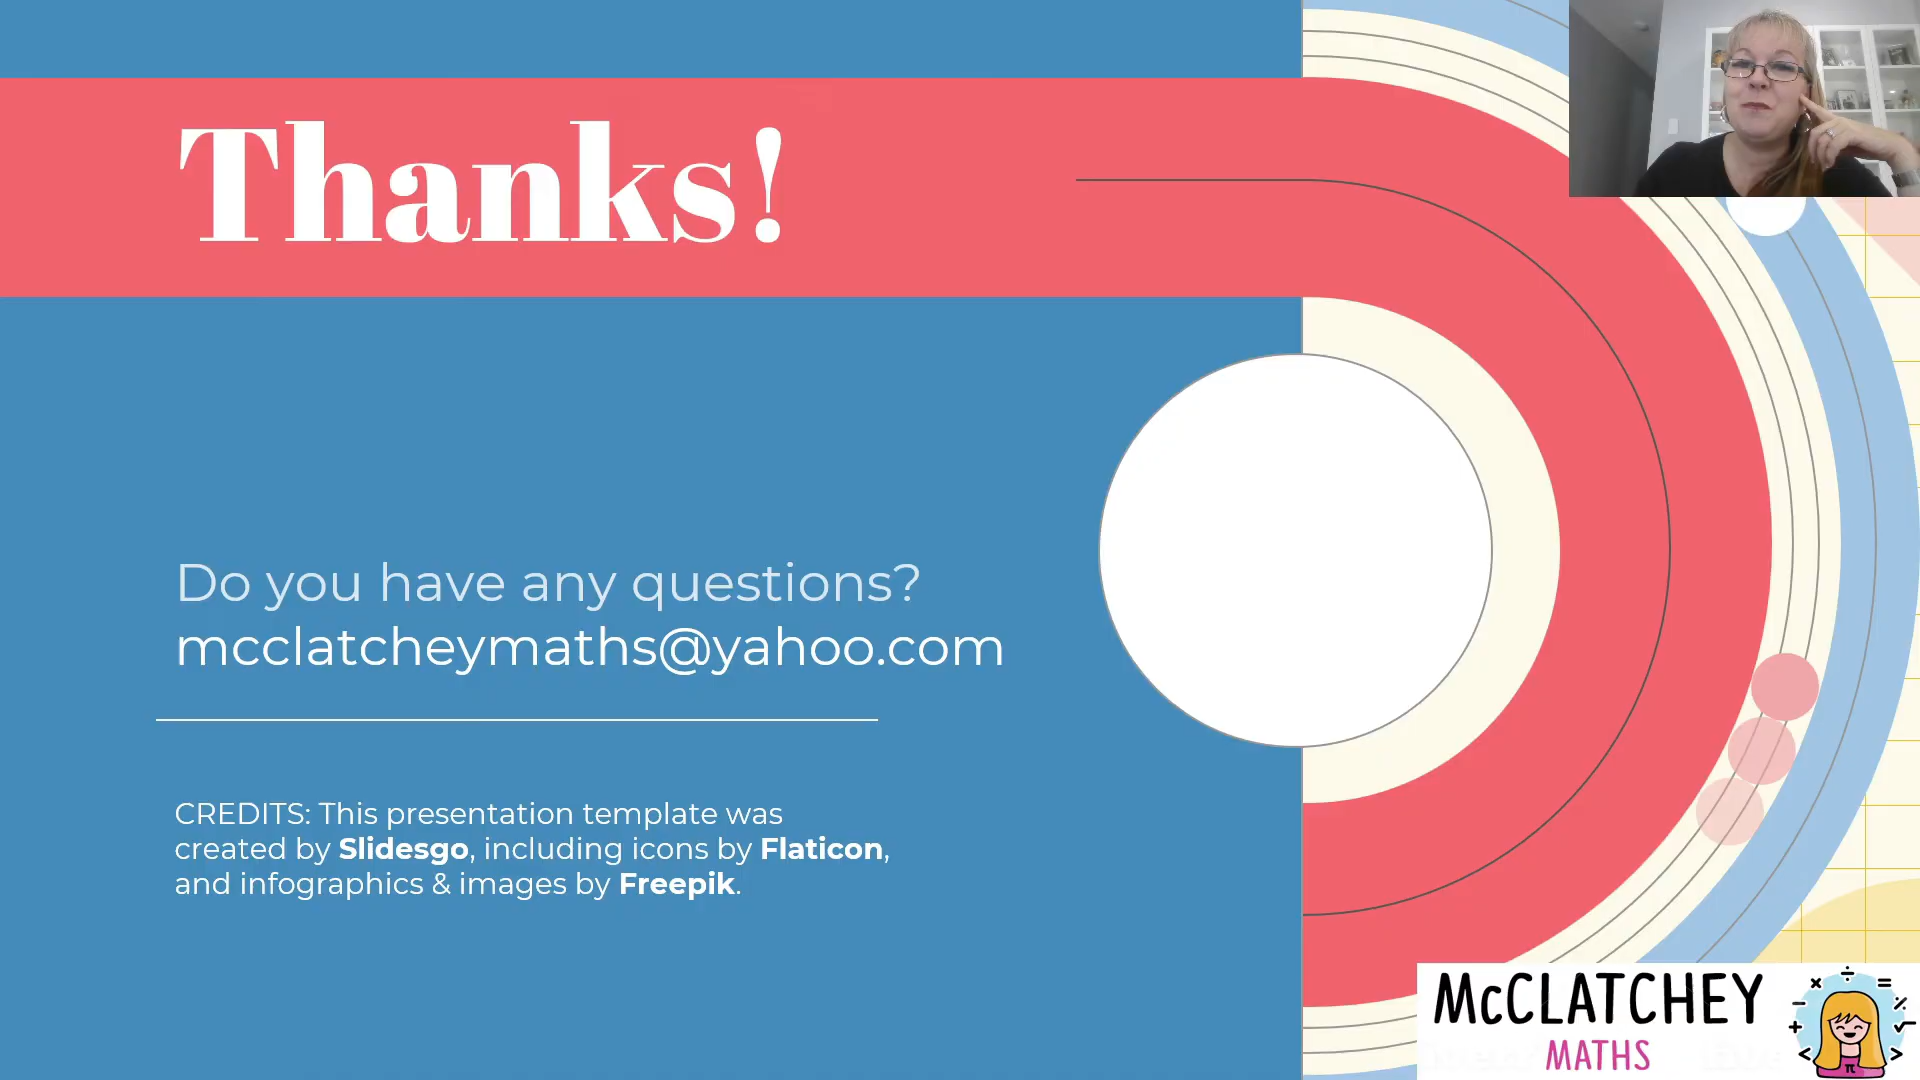 Thanks!
Do you have any questions?
mcclatcheymaths@yahoo.com
CREDITS: This presentation template was
created by Slidesgo, including icons by Flaticon,
and infographics & images by Freepik.
McCLATCHEY
MATHS
π